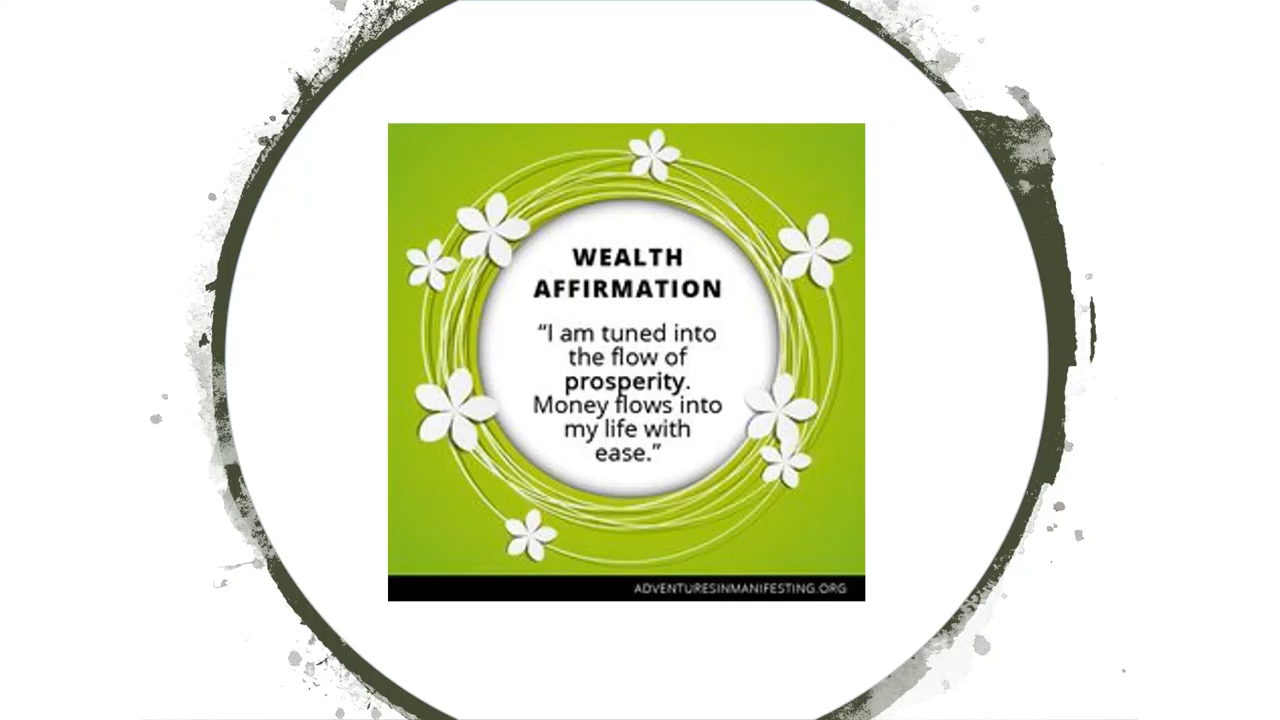 WEALTH
AFFIRMATION
“I am tuned into
the flow of
prosperity.
Money flows into
my life with
ease.”
ADVENTURESINMANIFESTING.ORG